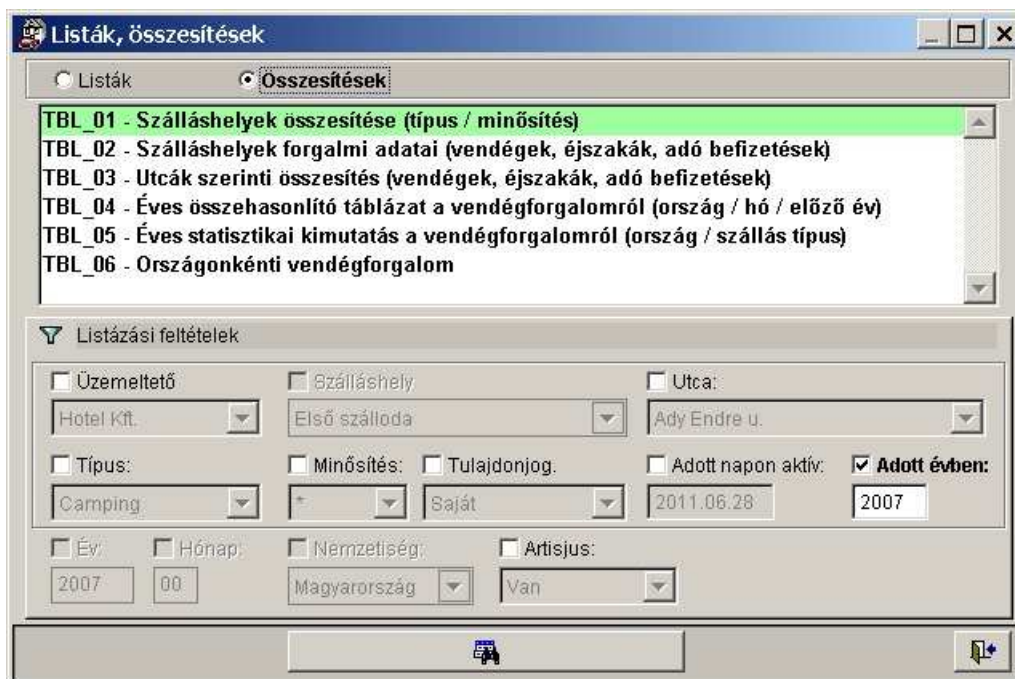 Listák, összesítések
Listák Összesítések
TBL_01 - Szálláshelyek összesítése (típus / minősítés)
TBL_02 - Szálláshelyek forgalmi adatai (vendégek, éjszakák, adó befizetések)
TBL_03 - Utcák szerinti összesítés (vendégek, éjszakák, adó befizetések)
TBL_04 - Éves összehasonlító táblázat a vendégforgalomról (ország / hó / előző év)
TBL_05 - Éves statisztikai kimutatás a vendégforgalomról (ország / szállás típus)
TBL_06 - Országonkénti vendégforgalom
Listázási feltételek
Üzemeltető Szálláshely Utca:
Hotel Kft. Első szálloda Ady Endre u.
Típus: Minősítés: Tulajdonjog. Adott napon aktív: Adott évben:
Camping * Saját 2011.06.28 2007
Év: Hónap: Nemzetiség: Artisjus:
2007 00 Magyarország Van